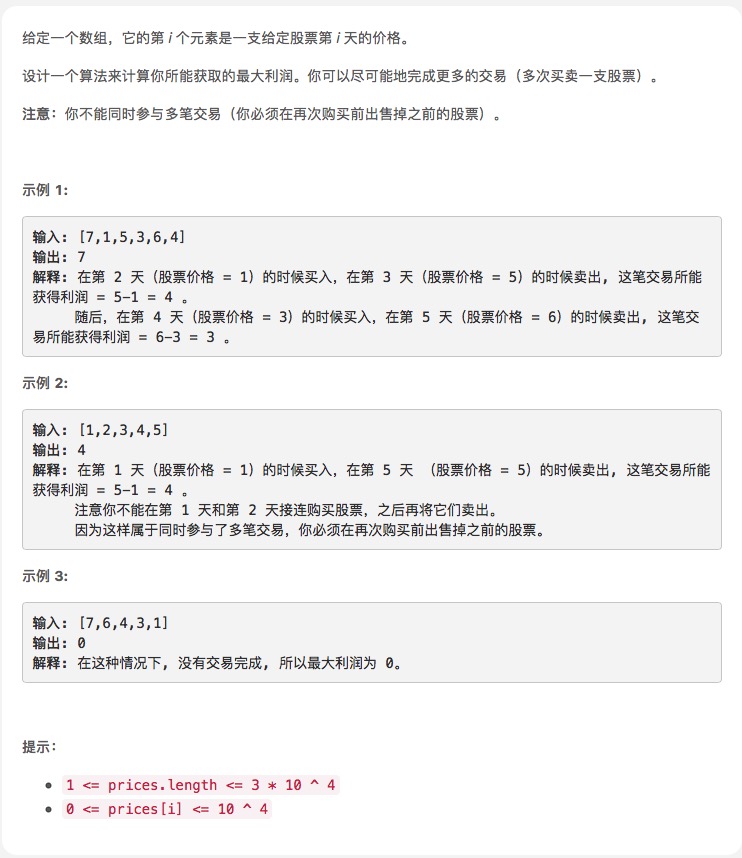 给定一个数组，它的第 i 个元素是一支给定股票第 i 天的价格。
设计一个算法来计算你所能获取的最大利润。你可以尽可能地完成更多的交易（多次买卖一支股票）。
注意：你不能同时参与多笔交易（你必须在再次购买前出售掉之前的股票）。
示例 1:
输入: [7,1,5,3,6,4]
输出: 7
解释: 在第 2 天（股票价格 = 1）的时候买入，在第 3 天（股票价格 = 5）的时候卖出, 这笔交易所能
获得利润 = 5-1 = 4 。
随后，在第 4 天（股票价格 = 3）的时候买入，在第 5 天（股票价格 = 6）的时候卖出, 这笔交
易所能获得利润 = 6-3 = 3 。
示例 2:
输入: [1,2,3,4,5]
输出: 4
解释: 在第 1 天（股票价格 = 1）的时候买入，在第 5 天 （股票价格 = 5）的时候卖出, 这笔交易所能
获得利润 = 5-1 = 4 。
注意你不能在第 1 天和第 2 天接连购买股票，之后再将它们卖出。
因为这样属于同时参与了多笔交易，你必须在再次购买前出售掉之前的股票。
示例 3:
输入: [7,6,4,3,1]
输出: 0
解释: 在这种情况下, 没有交易完成, 所以最大利润为 0。
提示：
1 <= prices.length <= 3 * 10 ^ 4
0 <= prices[i] <= 10 ^ 4